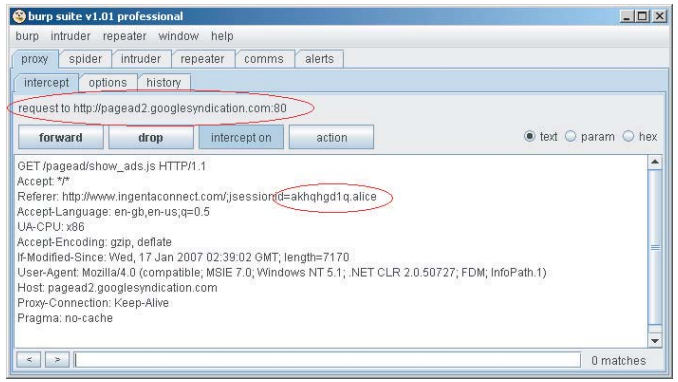 burp suite v1.01 professional
burp intruder repeater window help
proxy spider intruder repeater comms alerts
intercept options history
request to http://pagead2.googlesyndication.com:80
forward drop intercept on action text param hex
GET /pagead/show_ads.js HTTP/1.1
Accept: */*
Referer: http://www.ingentaconnect.com/;jsessionid=akhqhgd1q.alice
Accept-Language: en-gb,en-us;q=0.5
UA-CPU: x86
Accept-Encoding: gzip, deflate
If-Modified-Since: Wed, 17 Jan 2007 02:39:02 GMT; length=7170
User-Agent: Mozilla/4.0 (compatible; MSIE 7.0; Windows NT 5.1; .NET CLR 2.0.50727; FDM; InfoPath.1)
Host: pagead2.googlesyndication.com
Proxy-Connection: Keep-Alive
Pragma: no-cache
< > 0 matches